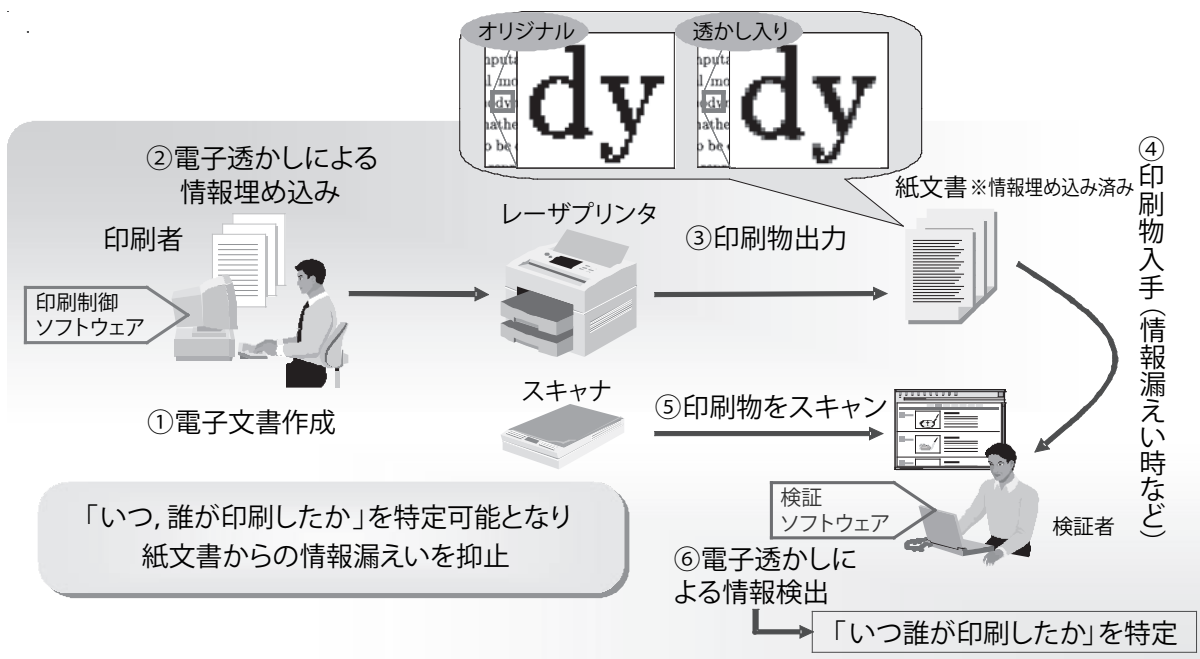 オリジナル
透かし入り
dy
dy
②電子透かしによる
情報埋め込み
印刷者
印刷制御
ソフトウェア
①電子文書作成
レーザプリンタ
③印刷物出力
紙文書 ※情報埋め込み済み
④印刷物入手（情報漏えい時など）
スキャナ
⑤印刷物をスキャン
検証
ソフトウェア
検証者
⑥電子透かしに
よる情報検出
「いつ誰が印刷したか」を特定
「いつ,誰が印刷したか」を特定可能となり
紙文書からの情報漏えいを抑止